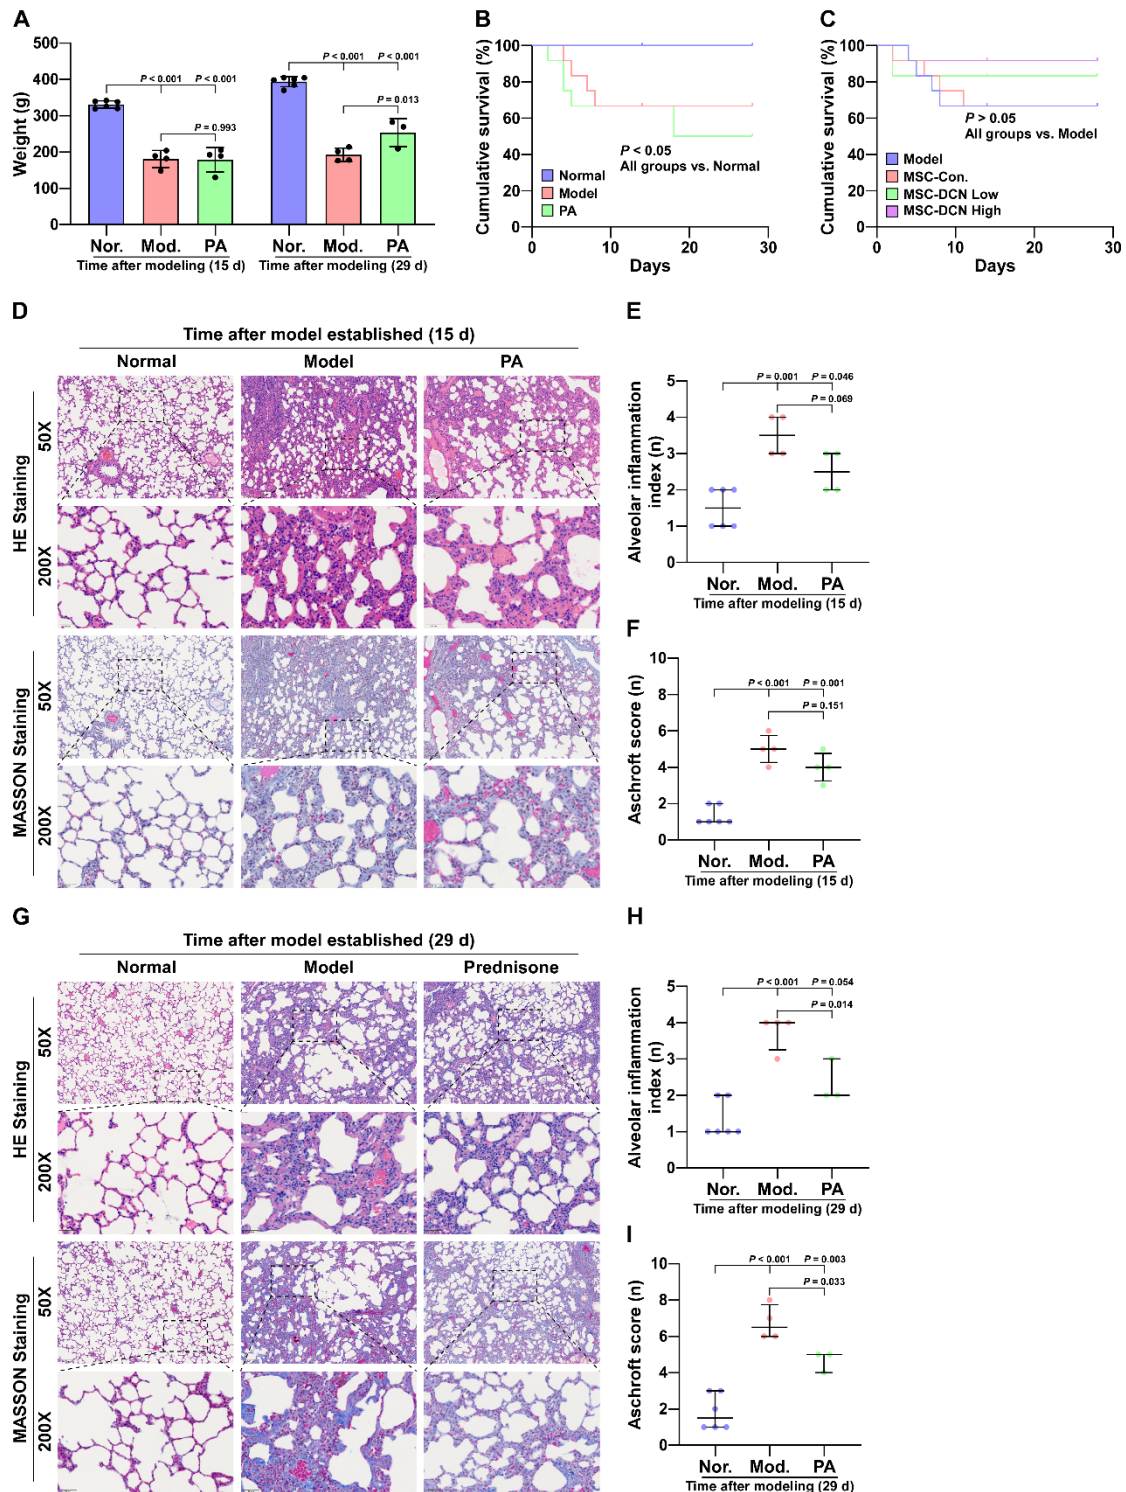 A
Weight (g)
500
400
300
200
100
0
P < 0.001
P < 0.001
P = 0.993
P < 0.001
P < 0.001
P = 0.013
Nor. Mod. PA Nor. Mod. PA
Time after modeling (15 d) Time after modeling (29 d)
B
Cumulative survival (%)
100
80
60
40
20
0
P < 0.05
All groups vs. Normal
Normal
Model
PA
0 10 20 30
Days
C
Cumulative survival (%)
100
80
60
40
20
0
P > 0.05
All groups vs. Model
Model
MSC-Con.
MSC-DCN Low
MSC-DCN High
0 10 20 30
Days
D
Time after model established (15 d)
Normal Model PA
HE Staining
50X
200X
MASSON Staining
50X
200X
E
Alveolar inflammation
index (n)
5
4
3
2
1
0
P = 0.001 P = 0.046
P = 0.069
Nor. Mod. PA
Time after modeling (15 d)
F
Aschroft score (n)
10
8
6
4
2
0
P < 0.001 P = 0.001
P = 0.151
Nor. Mod. PA
Time after modeling (15 d)
G
Time after model established (29 d)
Normal Model Prednisone
HE Staining
50X
200X
MASSON Staining
50X
200X
H
Alveolar inflammation
index (n)
5
4
3
2
1
0
P < 0.001 P = 0.054
P = 0.014
Nor. Mod. PA
Time after modeling (29 d)
I
Aschroft score (n)
10
8
6
4
2
0
P < 0.001 P = 0.003
P = 0.033
Nor. Mod. PA
Time after modeling (29 d)